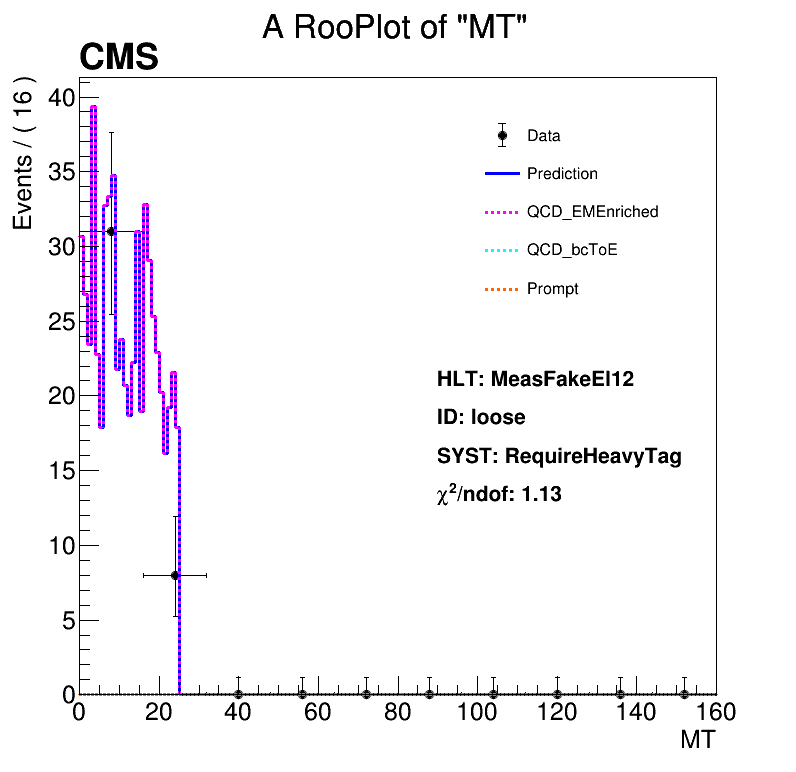 A RooPlot of "MT"
CMS
Events / ( 16 )
40
35
30
25
20
15
10
5
0
Data
Prediction
QCD_EMEnriched
QCD_bcToE
Prompt
HLT: MeasFakeEl12
ID: loose
SYST: RequireHeavyTag
χ²/ndof: 1.13
0 20 40 60 80 100 120 140 160
MT